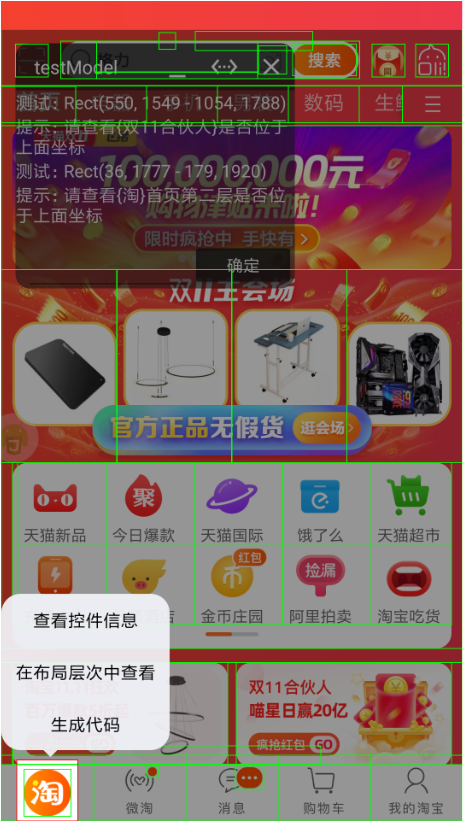 格力
搜索
testModel
测试: Rect(550, 1549 - 1054, 1788)
数码
生鲜
提示: 请查看{双11合伙人}是否位于
上面坐标
测试: Rect(36, 1777 - 179, 1920)
提示: 请查看{淘}首页第二层是否位
于上面坐标
100,000,000元
购物津贴来啦!
限时疯抢中 手快有 >
确定
双11主会场
官方正品无假货
逛会场>
天猫新品
今日爆款
天猫国际
饿了么
天猫超市
聚
红包
捡漏
金币庄园
阿里拍卖
淘宝吃货
查看控件信息
在布局层次中查看
生成代码
双11合伙人
喵星日赢20亿
疯抢红包 GO
淘
微淘
消息
购物车
我的淘宝